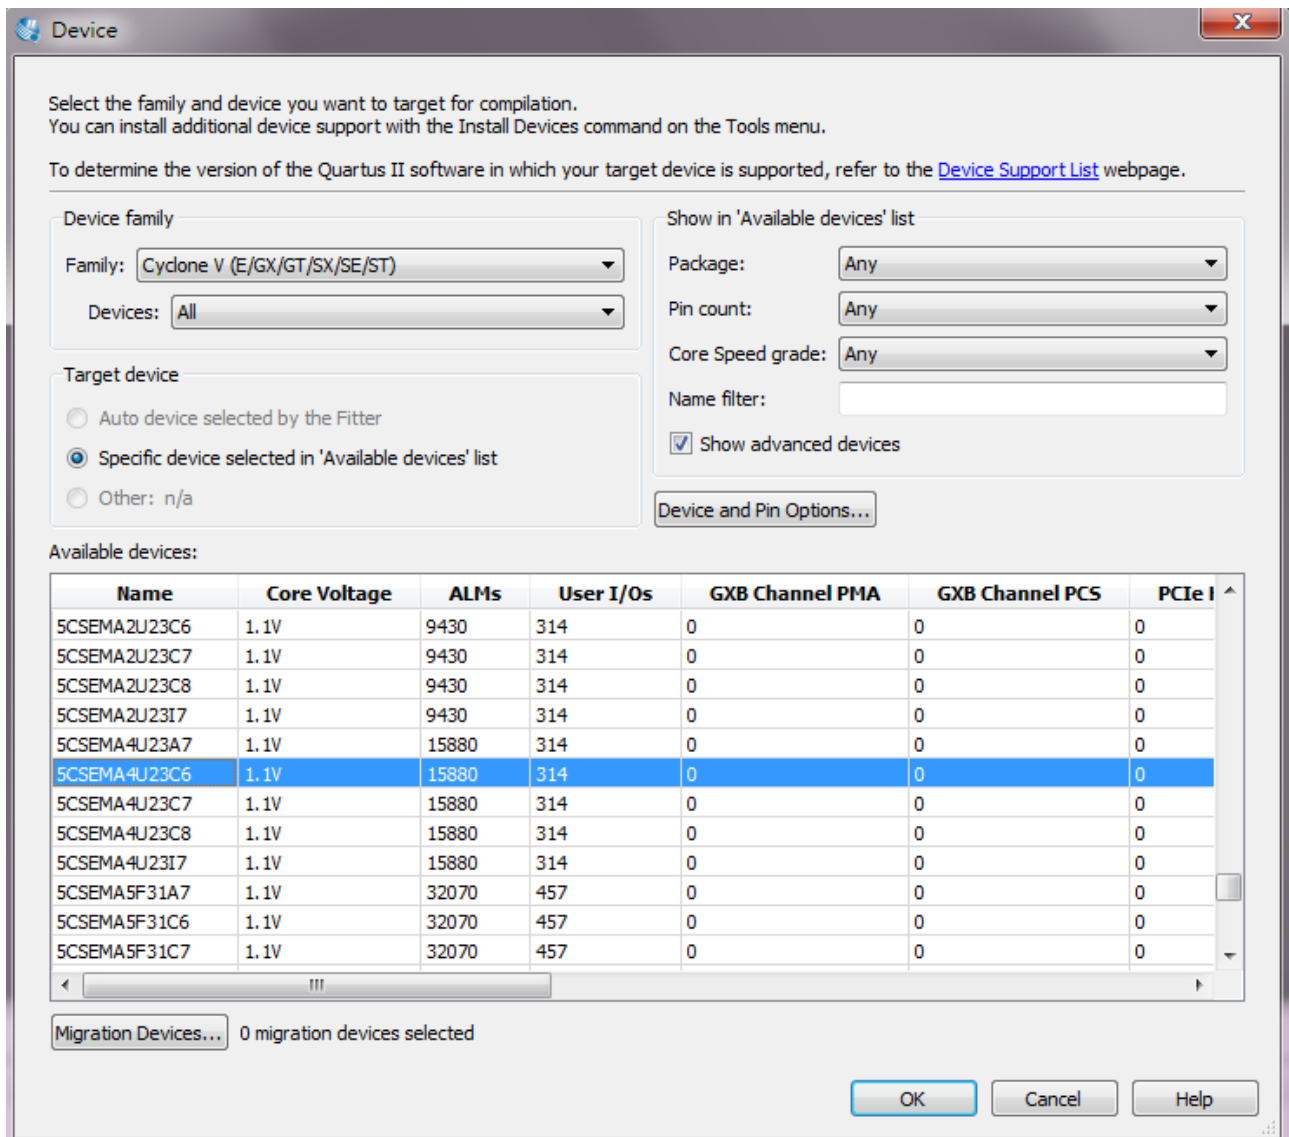 Device
Select the family and device you want to target for compilation.
You can install additional device support with the Install Devices command on the Tools menu.
To determine the version of the Quartus II software in which your target device is supported, refer to the Device Support List webpage.
Device family
Family: Cyclone V (E/GX/GT/SX/SE/ST)
Devices: All
Target device
Auto device selected by the Fitter
Specific device selected in 'Available devices' list
Other: n/a
Show in 'Available devices' list
Package: Any
Pin count: Any
Core Speed grade: Any
Name filter:
Show advanced devices
Device and Pin Options...
Available devices:
Name Core Voltage ALMs User I/Os GXB Channel PMA GXB Channel PCS PCIe
5CSEMA2U23C6 1.1V 9430 314 0 0 0
5CSEMA2U23C7 1.1V 9430 314 0 0 0
5CSEMA2U23C8 1.1V 9430 314 0 0 0
5CSEMA2U23I7 1.1V 9430 314 0 0 0
5CSEMA4U23A7 1.1V 15880 314 0 0 0
5CSEMA4U23C6 1.1V 15880 314 0 0 0
5CSEMA4U23C7 1.1V 15880 314 0 0 0
5CSEMA4U23C8 1.1V 15880 314 0 0 0
5CSEMA4U23I7 1.1V 15880 314 0 0 0
5CSEMA5F31A7 1.1V 32070 457 0 0 0
5CSEMA5F31C6 1.1V 32070 457 0 0 0
5CSEMA5F31C7 1.1V 32070 457 0 0 0
Migration Devices... 0 migration devices selected
OK Cancel Help